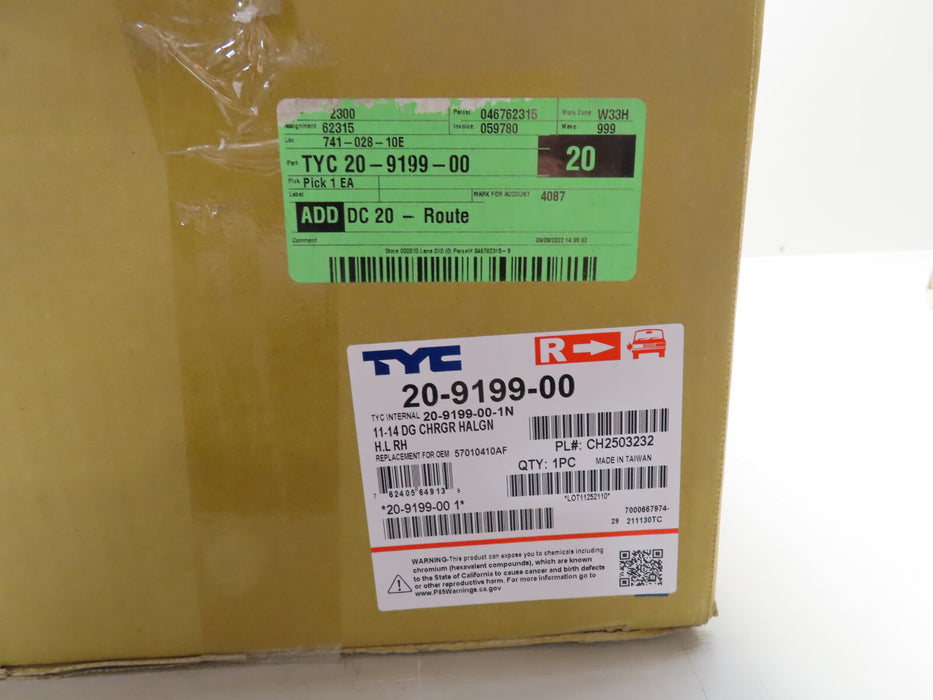 2300 Parcel 046762315 Work Zone W33H
Assignment 62315 Invoice 059780 Wave 999
Loc 741-028-10E
Part TYC 20-9199-00 20
Pick Pick 1 EA
Label MARK FOR ACCOUNT 4087
ADD DC 20 - Route
Comment 14:39:33
Store 000020 Lane 010 ID Parcel# 046762315-9
TYC R
20-9199-00
TYC INTERNAL 20-9199-00-1N
11-14 DG CHRGR HALGN
H.L RH
REPLACEMENT FOR OEM 57010410AF
PL#: CH2503232
QTY: 1PC MADE IN TAIWAN
7 62405 64913 9
*LOT11252110*
*20-9199-00 1*
7000667974-
29 211130TC
WARNING-This product can expose you to chemicals including
chromium (hexavalent compounds), which are known
to the State of California to cause cancer and birth defects
or other reproductive harm. For more information go to
www.P65Warnings.ca.gov